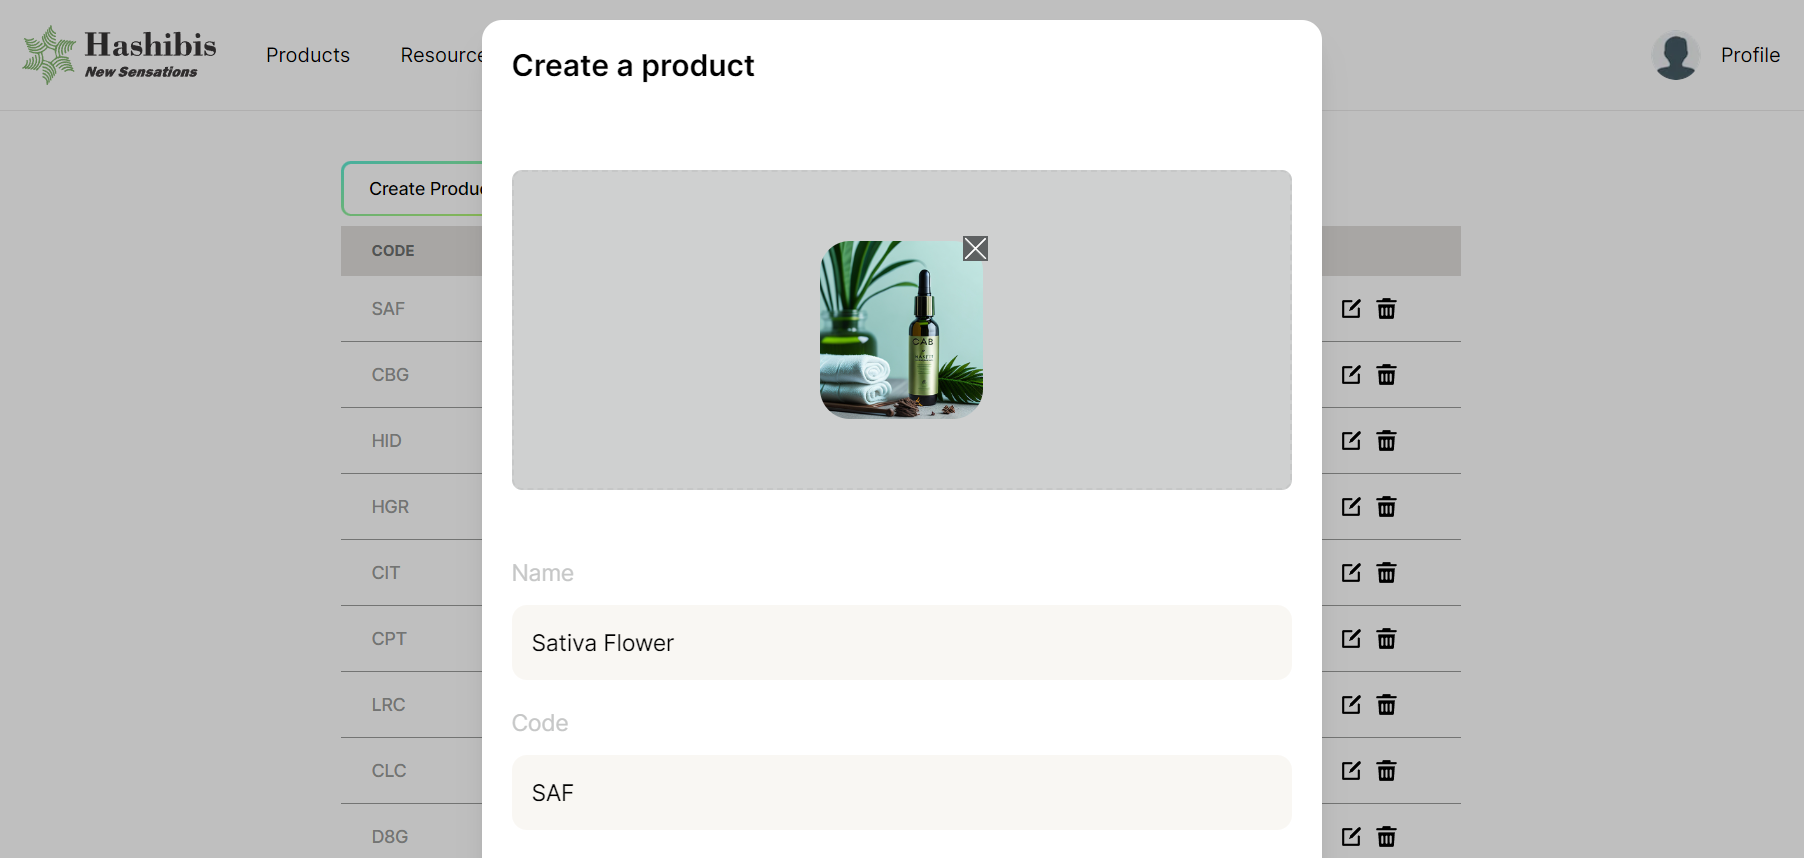 Hashibis
New Sensations
Products
Resource
Profile
Create a product
Create Produc
CODE
SAF
CBG
HID
HGR
CIT
CPT
LRC
CLC
D8G
CAB
Name
Sativa Flower
Code
SAF